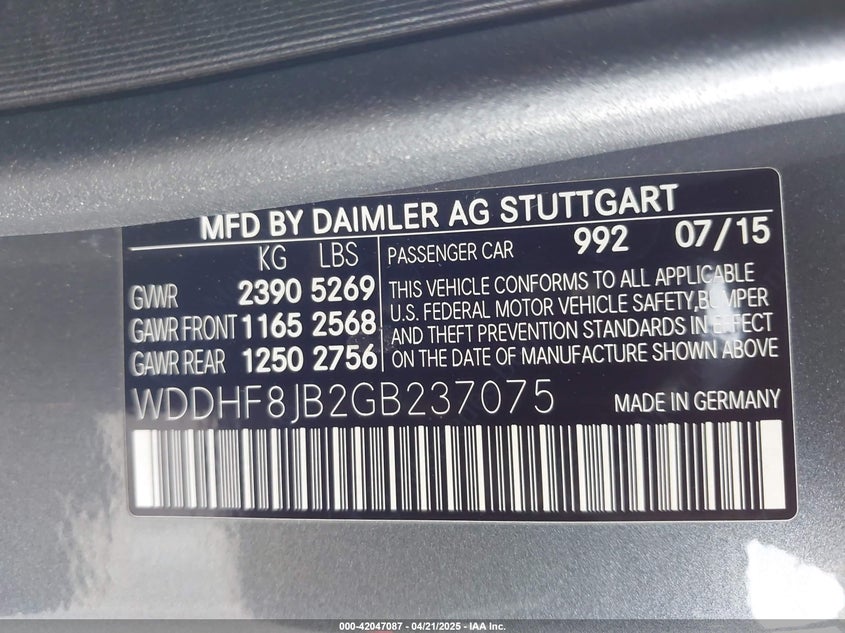 MFD BY DAIMLER AG STUTTGART
KG LBS
GVWR 2390 5269
GAWR FRONT 1165 2568
GAWR REAR 1250 2756
PASSENGER CAR 992 07/15
THIS VEHICLE CONFORMS TO ALL APPLICABLE
U.S. FEDERAL MOTOR VEHICLE SAFETY,BUMPER
AND THEFT PREVENTION STANDARDS IN EFFECT
ON THE DATE OF MANUFACTURE SHOWN ABOVE
WDDHF8JB2GB237075 MADE IN GERMANY
000-42047087 - 04/21/2025 - IAA Inc.